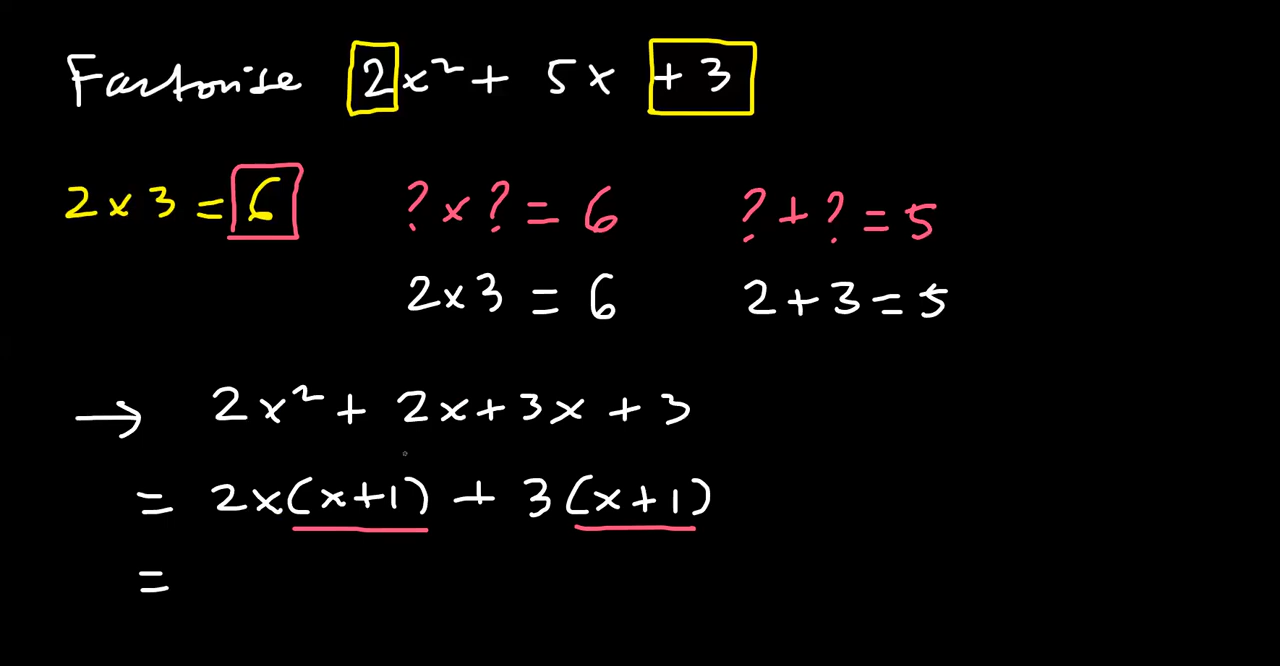 Factorise 2x² + 5x + 3
2 x 3 = 6 ? x ? = 6 ? + ? = 5
2 x 3 = 6 2 + 3 = 5
→ 2x² + 2x + 3x + 3
= 2x(x+1) + 3(x+1)
=